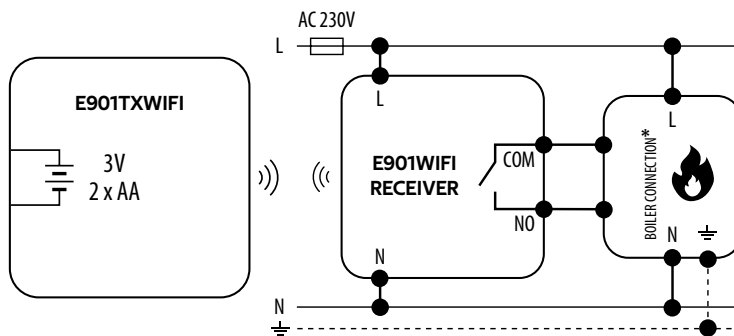 AC 230V
L
E901TXWIFI
3V
2 x AA
L
E901WIFI
RECEIVER
COM
NO
N
L
BOILER CONNECTION*
N
N